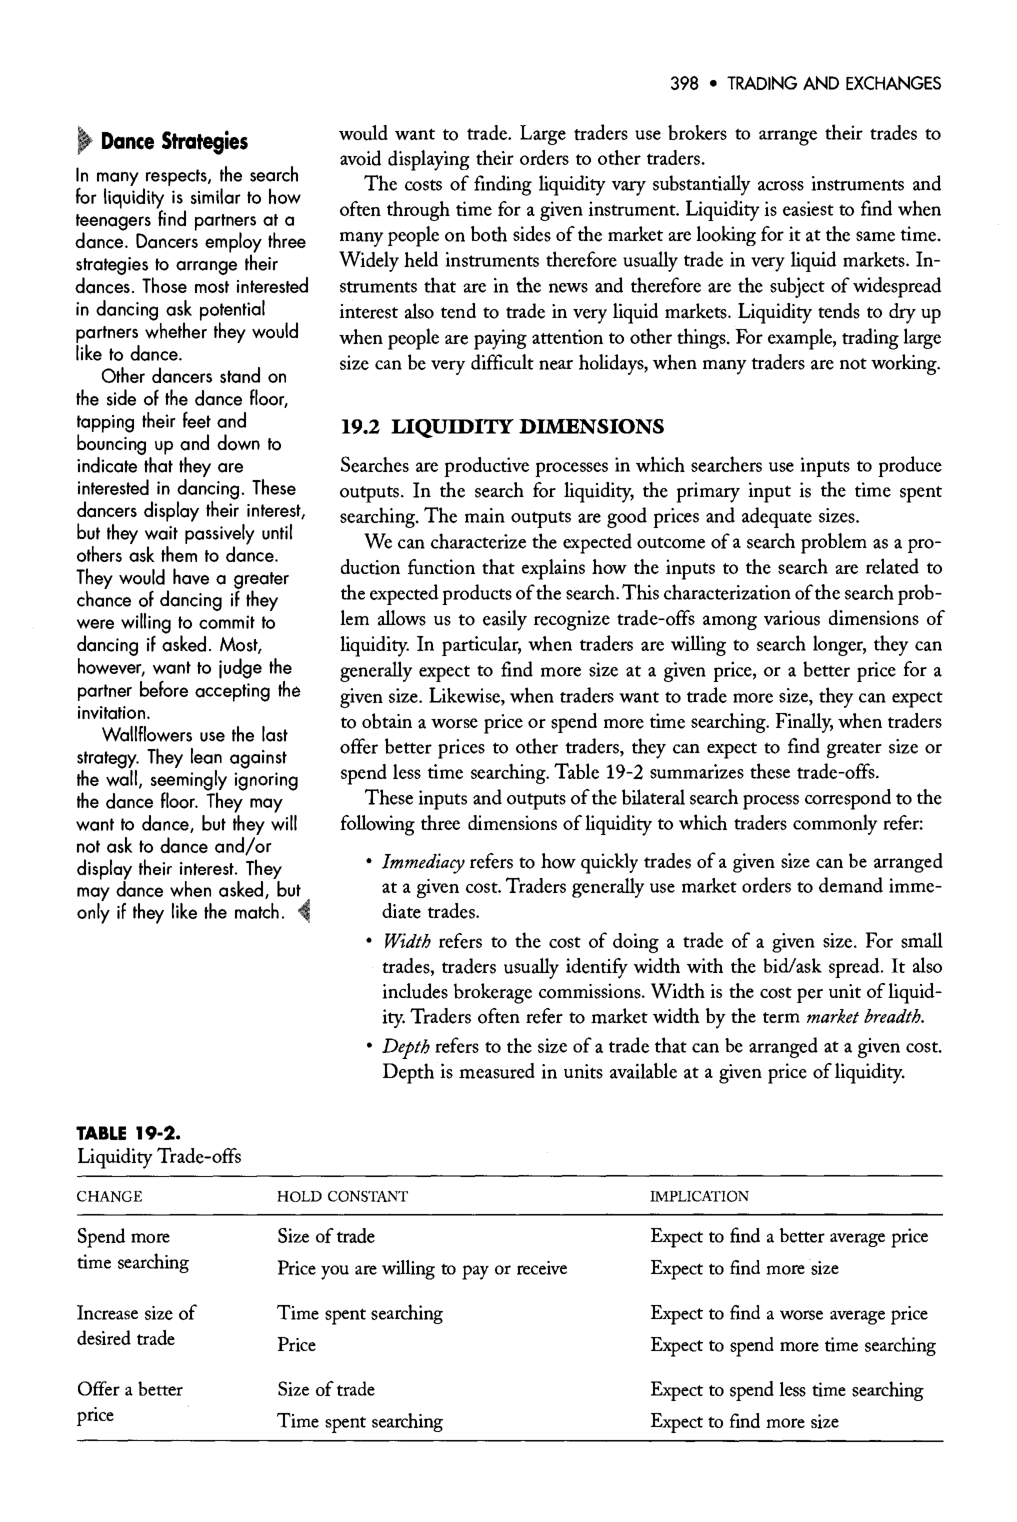 398 • TRADING AND EXCHANGES
Dance Strategies
In many respects, the search
for liquidity is similar to how
teenagers find partners at a
dance. Dancers employ three
strategies to arrange their
dances. Those most interested
in dancing ask potential
partners whether they would
like to dance.
Other dancers stand on
the side of the dance floor,
tapping their feet and
bouncing up and down to
indicate that they are
interested in dancing. These
dancers display their interest,
but they wait passively until
others ask them to dance.
They would have a greater
chance of dancing if they
were willing to commit to
dancing if asked. Most,
however, want to judge the
partner before accepting the
invitation.
Wallflowers use the last
strategy. They lean against
the wall, seemingly ignoring
the dance floor. They may
want to dance, but they will
not ask to dance and/or
display their interest. They
may dance when asked, but
only if they like the match.
would want to trade. Large traders use brokers to arrange their trades to
avoid displaying their orders to other traders.
The costs of finding liquidity vary substantially across instruments and
often through time for a given instrument. Liquidity is easiest to find when
many people on both sides of the market are looking for it at the same time.
Widely held instruments therefore usually trade in very liquid markets. In-
struments that are in the news and therefore are the subject of widespread
interest also tend to trade in very liquid markets. Liquidity tends to dry up
when people are paying attention to other things. For example, trading large
size can be very difficult near holidays, when many traders are not working.
19.2 LIQUIDITY DIMENSIONS
Searches are productive processes in which searchers use inputs to produce
outputs. In the search for liquidity, the primary input is the time spent
searching. The main outputs are good prices and adequate sizes.
We can characterize the expected outcome of a search problem as a pro-
duction function that explains how the inputs to the search are related to
the expected products of the search. This characterization of the search prob-
lem allows us to easily recognize trade-offs among various dimensions of
liquidity. In particular, when traders are willing to search longer, they can
generally expect to find more size at a given price, or a better price for a
given size. Likewise, when traders want to trade more size, they can expect
to obtain a worse price or spend more time searching. Finally, when traders
offer better prices to other traders, they can expect to find greater size or
spend less time searching. Table 19-2 summarizes these trade-offs.
These inputs and outputs of the bilateral search process correspond to the
following three dimensions of liquidity to which traders commonly refer:
• Immediacy refers to how quickly trades of a given size can be arranged
at a given cost. Traders generally use market orders to demand imme-
diate trades.
• Width refers to the cost of doing a trade of a given size. For small
trades, traders usually identify width with the bid/ask spread. It also
includes brokerage commissions. Width is the cost per unit of liquid-
ity. Traders often refer to market width by the term market breadth.
• Depth refers to the size of a trade that can be arranged at a given cost.
Depth is measured in units available at a given price of liquidity.
TABLE 19-2.
Liquidity Trade-offs
CHANGE HOLD CONSTANT IMPLICATION
Spend more Size of trade Expect to find a better average price
time searching Price you are willing to pay or receive Expect to find more size
Increase size of Time spent searching Expect to find a worse average price
desired trade Price Expect to spend more time searching
Offer a better Size of trade Expect to spend less time searching
price Time spent searching Expect to find more size